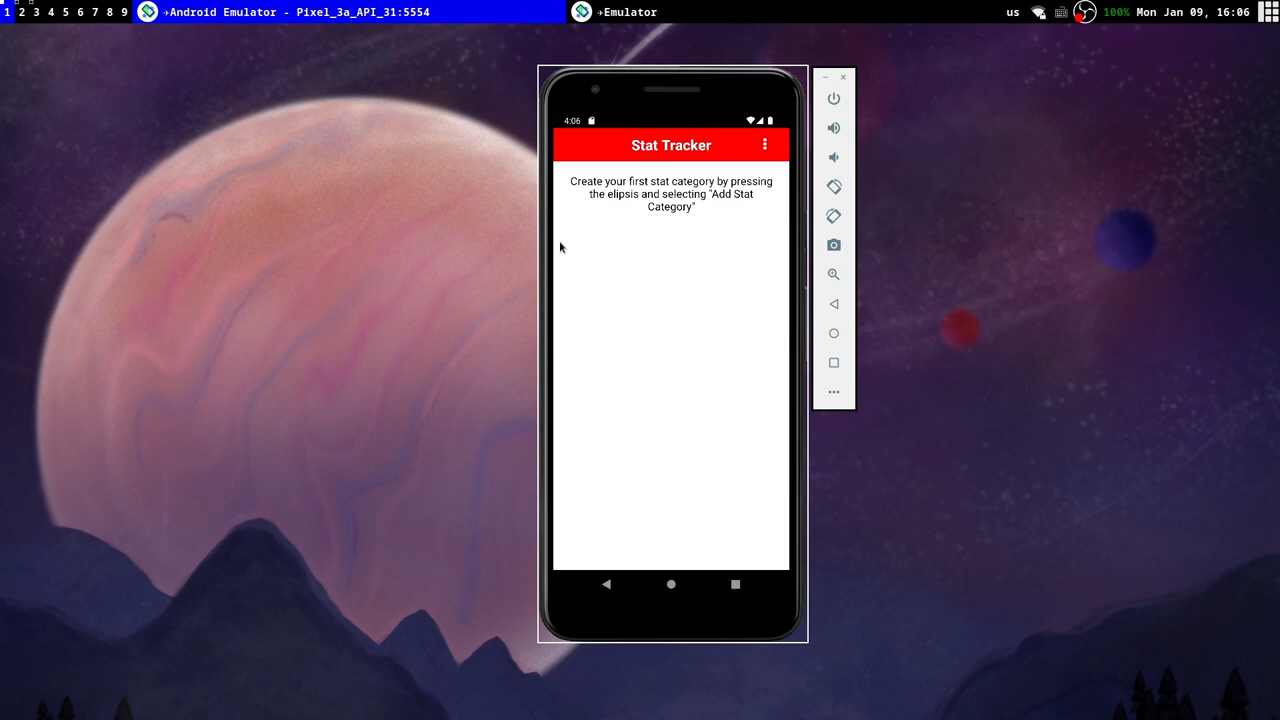 1 2 3 4 5 6 7 8 9 ✈Android Emulator - Pixel_3a_API_31:5554 ✈Emulator us 100% Mon Jan 09, 16:06
4:06
Stat Tracker
Create your first stat category by pressing
the elipsis and selecting "Add Stat
Category"